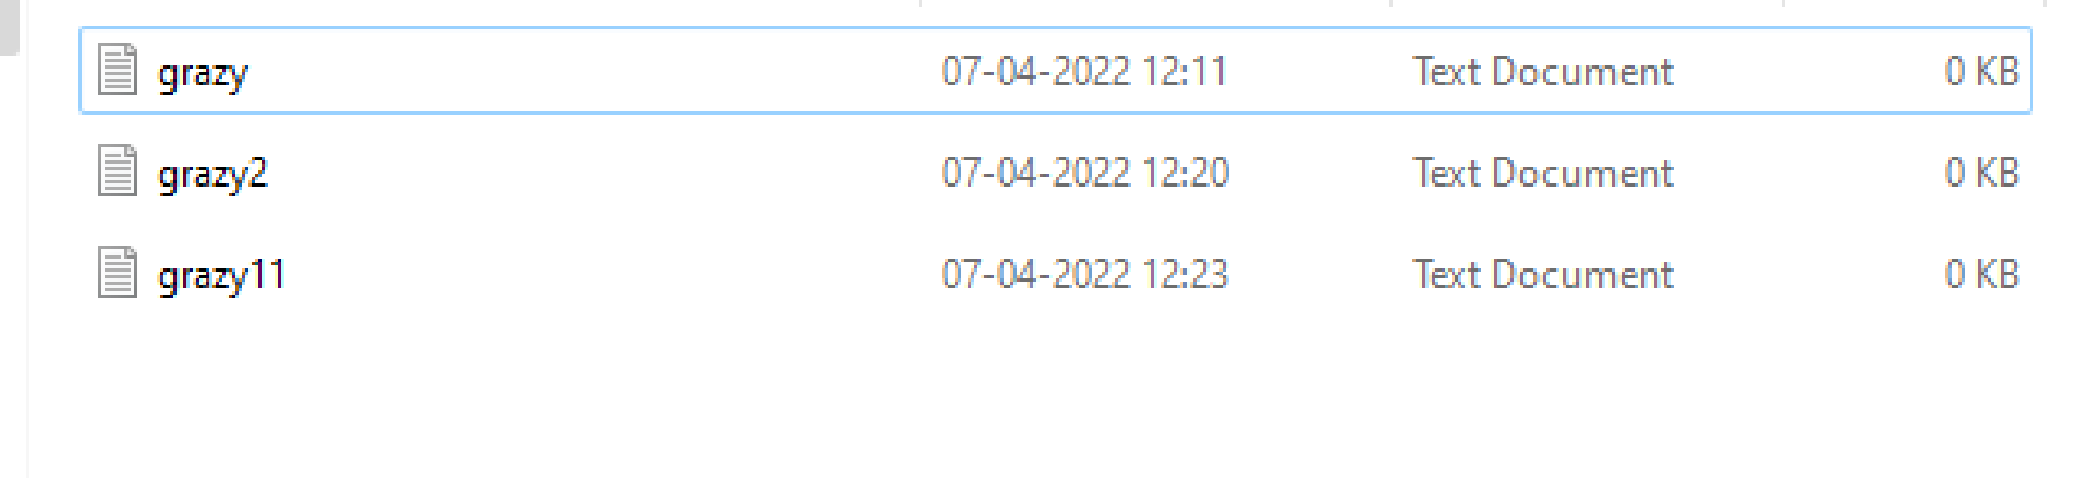 grazy 07-04-2022 12:11 Text Document 0 KB
grazy2 07-04-2022 12:20 Text Document 0 KB
grazy11 07-04-2022 12:23 Text Document 0 KB